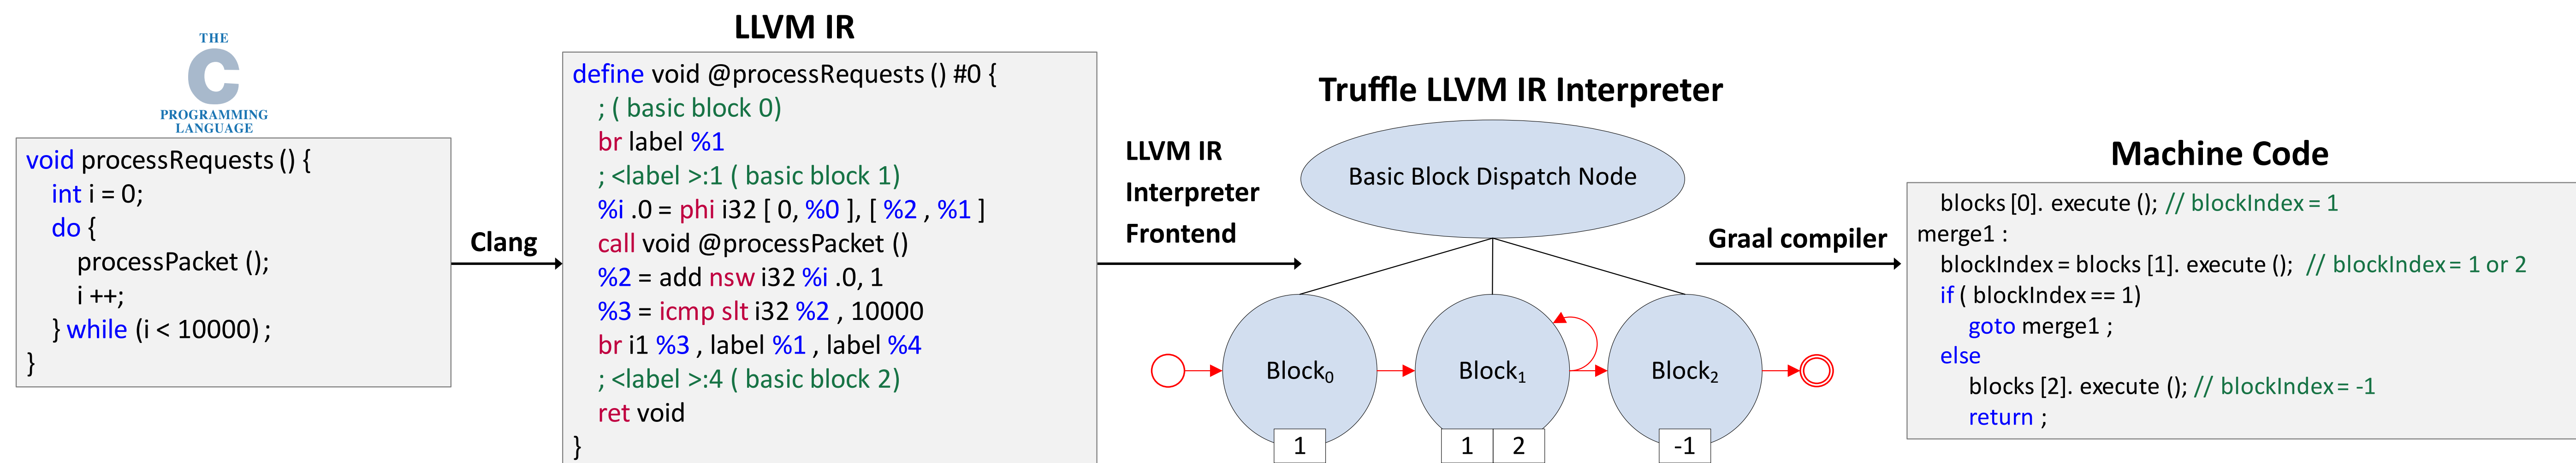 THE
C
PROGRAMMING
LANGUAGE
void processRequests () {
int i = 0;
do {
processPacket ();
i ++;
} while (i < 10000) ;
}
Clang
LLVM IR
define void @processRequests () #0 {
; ( basic block 0)
br label %1
; <label >:1 ( basic block 1)
%i .0 = phi i32 [ 0, %0 ], [ %2 , %1 ]
call void @processPacket ()
%2 = add nsw i32 %i .0, 1
%3 = icmp slt i32 %2 , 10000
br i1 %3 , label %1 , label %4
; <label >:4 ( basic block 2)
ret void
}
LLVM IR
Interpreter
Frontend
Truffle LLVM IR Interpreter
Basic Block Dispatch Node
Block0
Block1
Block2
1
1 2
-1
Graal compiler
Machine Code
blocks [0]. execute (); // blockIndex = 1
merge1 :
blockIndex = blocks [1]. execute (); // blockIndex = 1 or 2
if ( blockIndex == 1)
goto merge1 ;
else
blocks [2]. execute (); // blockIndex = -1
return ;